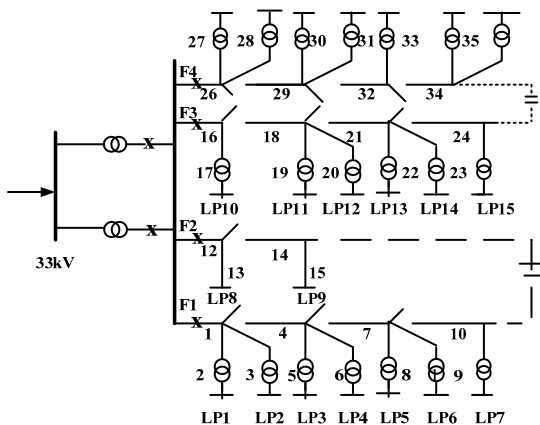 27 28 30 31 33 35
F4
x
26 29 32 34
F3
x
16 18 21 24
17 19 20 22 23
LP10 LP11 LP12 LP13 LP14 LP15
x
x
33kV
F2
x
12 14
13 15
LP8 LP9
F1
x
1 4 7 10
2 3 5 6 8 9
LP1 LP2 LP3 LP4 LP5 LP6 LP7